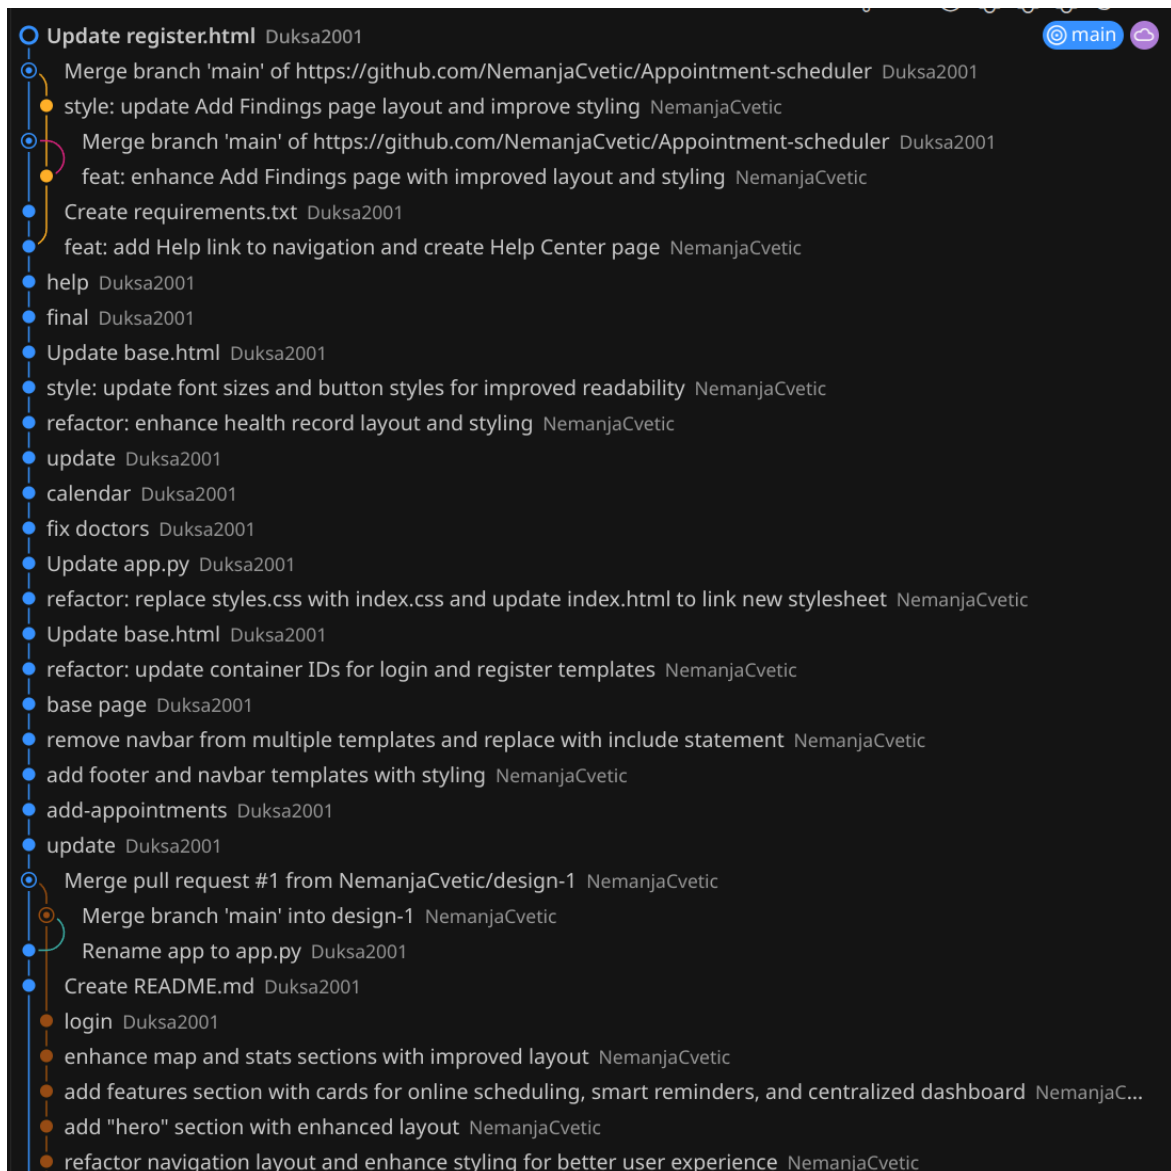 Update register.html Duksa2001 main
Merge branch 'main' of https://github.com/NemanjaCvetic/Appointment-scheduler Duksa2001
style: update Add Findings page layout and improve styling NemanjaCvetic
Merge branch 'main' of https://github.com/NemanjaCvetic/Appointment-scheduler Duksa2001
feat: enhance Add Findings page with improved layout and styling NemanjaCvetic
Create requirements.txt Duksa2001
feat: add Help link to navigation and create Help Center page NemanjaCvetic
help Duksa2001
final Duksa2001
Update base.html Duksa2001
style: update font sizes and button styles for improved readability NemanjaCvetic
refactor: enhance health record layout and styling NemanjaCvetic
update Duksa2001
calendar Duksa2001
fix doctors Duksa2001
Update app.py Duksa2001
refactor: replace styles.css with index.css and update index.html to link new stylesheet NemanjaCvetic
Update base.html Duksa2001
refactor: update container IDs for login and register templates NemanjaCvetic
base page Duksa2001
remove navbar from multiple templates and replace with include statement NemanjaCvetic
add footer and navbar templates with styling NemanjaCvetic
add-appointments Duksa2001
update Duksa2001
Merge pull request #1 from NemanjaCvetic/design-1 NemanjaCvetic
Merge branch 'main' into design-1 NemanjaCvetic
Rename app to app.py Duksa2001
Create README.md Duksa2001
login Duksa2001
enhance map and stats sections with improved layout NemanjaCvetic
add features section with cards for online scheduling, smart reminders, and centralized dashboard NemanjaC...
add "hero" section with enhanced layout NemanjaCvetic
refactor navigation layout and enhance styling for better user experience NemanjaCvetic